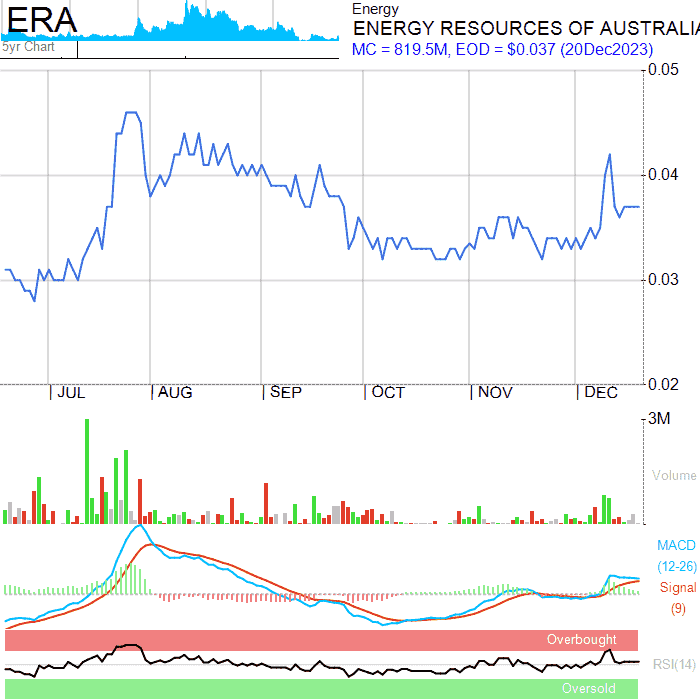 ERA
5yr Chart
Energy
ENERGY RESOURCES OF AUSTRALIA
MC = 819.5M, EOD = $0.037 (20Dec2023)
0.05
0.04
0.03
0.02
JUL AUG SEP OCT NOV DEC
3M
Volume
MACD
(12-26)
Signal
(9)
Overbought
RSI(14)
Oversold